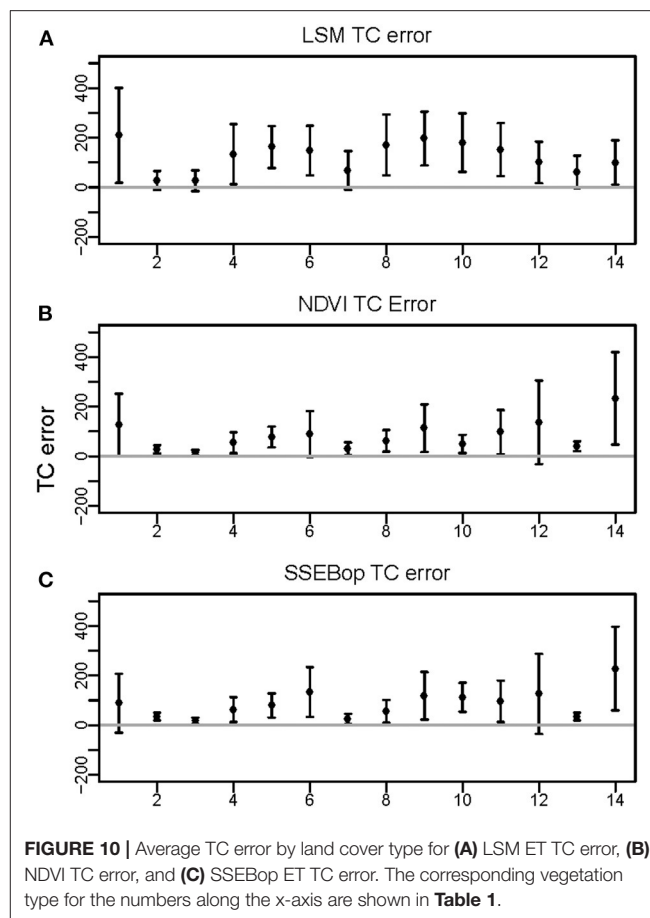 A
LSM TC error
400
200
0
−200
2 4 6 8 10 12 14
B
NDVI TC Error
400
200
0
−200
2 4 6 8 10 12 14
TC error
C
SSEBop TC error
400
200
0
−200
2 4 6 8 10 12 14
FIGURE 10 | Average TC error by land cover type for (A) LSM ET TC error, (B)
NDVI TC error, and (C) SSEBop ET TC error. The corresponding vegetation
type for the numbers along the x-axis are shown in Table 1.